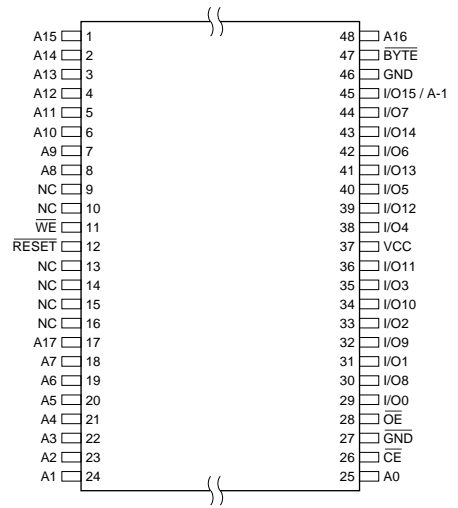 A15 1 48 A16
A14 2 47 BYTE
A13 3 46 GND
A12 4 45 I/O15 / A-1
A11 5 44 I/O7
A10 6 43 I/O14
A9 7 42 I/O6
A8 8 41 I/O13
NC 9 40 I/O5
NC 10 39 I/O12
WE 11 38 I/O4
RESET 12 37 VCC
NC 13 36 I/O11
NC 14 35 I/O3
NC 15 34 I/O10
NC 16 33 I/O2
A17 17 32 I/O9
A7 18 31 I/O1
A6 19 30 I/O8
A5 20 29 I/O0
A4 21 28 OE
A3 22 27 GND
A2 23 26 CE
A1 24 25 A0